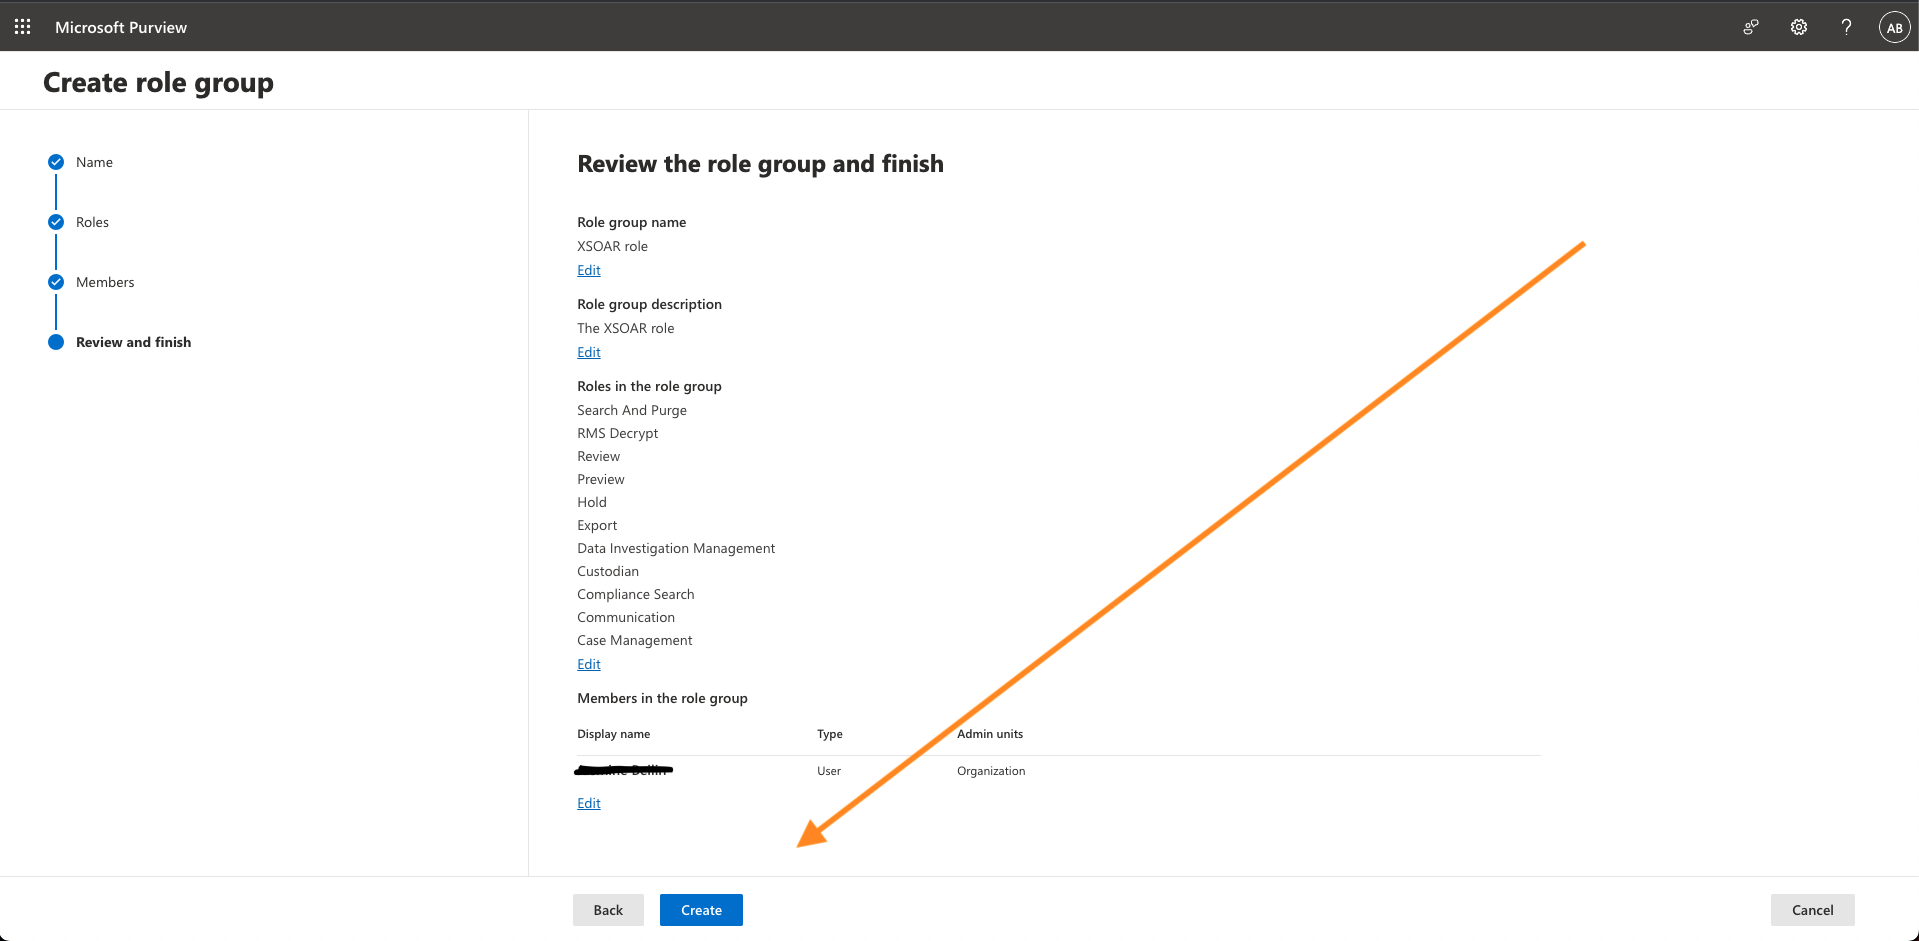 Microsoft Purview
? AB
Create role group
Name
Roles
Members
Review and finish
Review the role group and finish
Role group name
XSOAR role
Edit
Role group description
The XSOAR role
Edit
Roles in the role group
Search And Purge
RMS Decrypt
Review
Preview
Hold
Export
Data Investigation Management
Custodian
Compliance Search
Communication
Case Management
Edit
Members in the role group
Display name Type Admin units
User Organization
Edit
Back Create Cancel